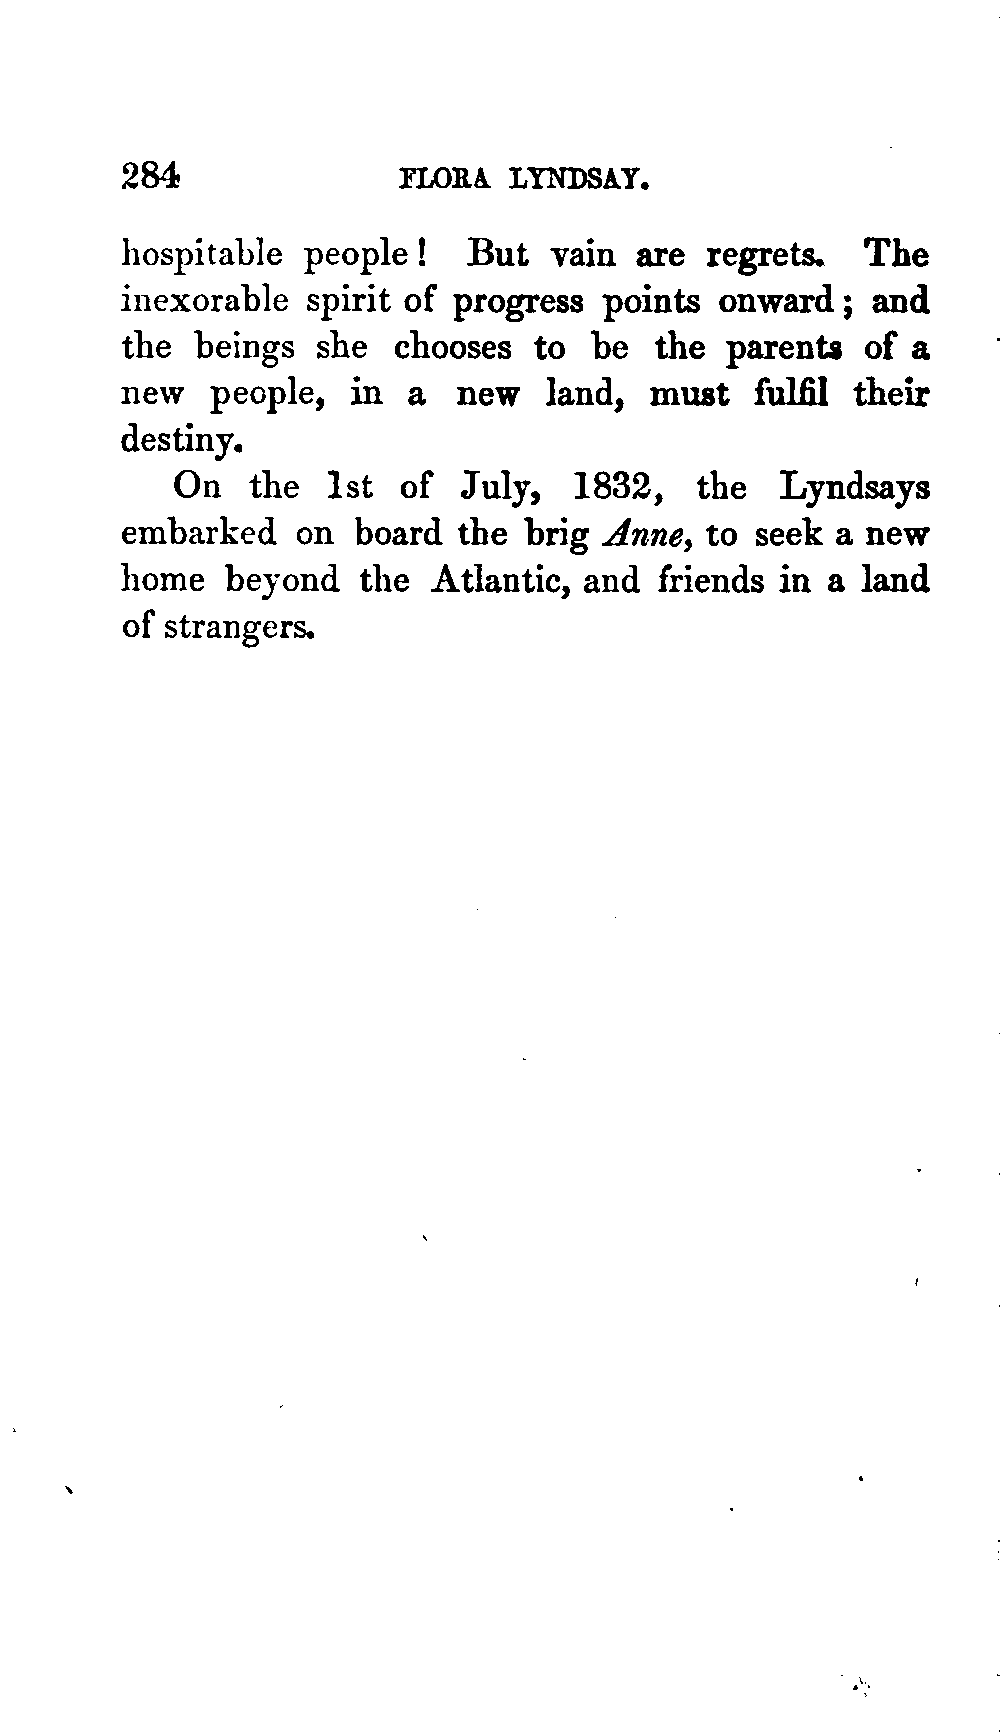 284 FLORA LYNDSAY.
hospitable people! But vain are regrets. The
inexorable spirit of progress points onward; and
the beings she chooses to be the parents of a
new people, in a new land, must fulfil their
destiny.
On the 1st of July, 1832, the Lyndsays
embarked on board the brig Anne, to seek a new
home beyond the Atlantic, and friends in a land
of strangers.